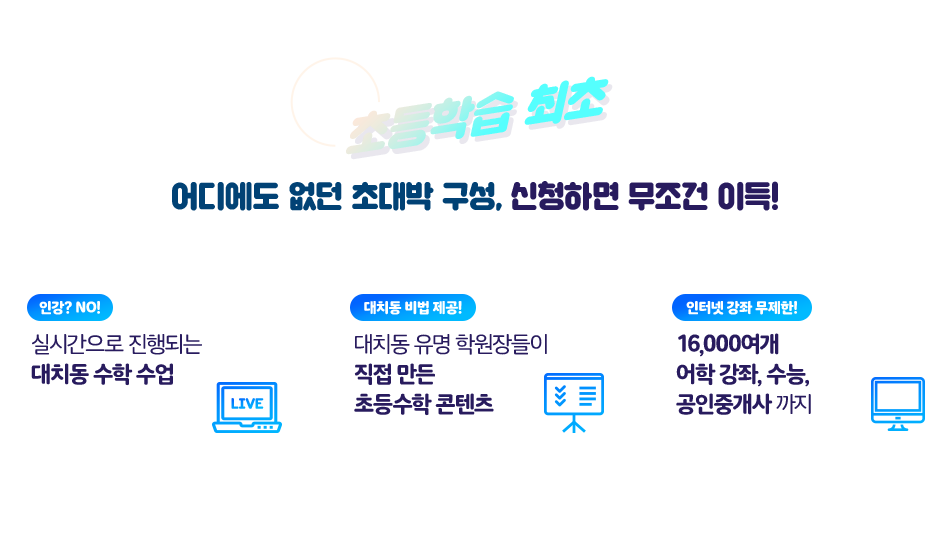 초등학습 최초
어디에도 없던 초대박 구성, 신청하면 무조건 이득!
인강? NO!
실시간으로 진행되는
대치동 수학 수업
LIVE
대치동 비법 제공!
대치동 유명 학원장들이
직접 만든
초등수학 콘텐츠
인터넷 강좌 무제한!
16,000여개
어학 강좌, 수능,
공인중개사 까지